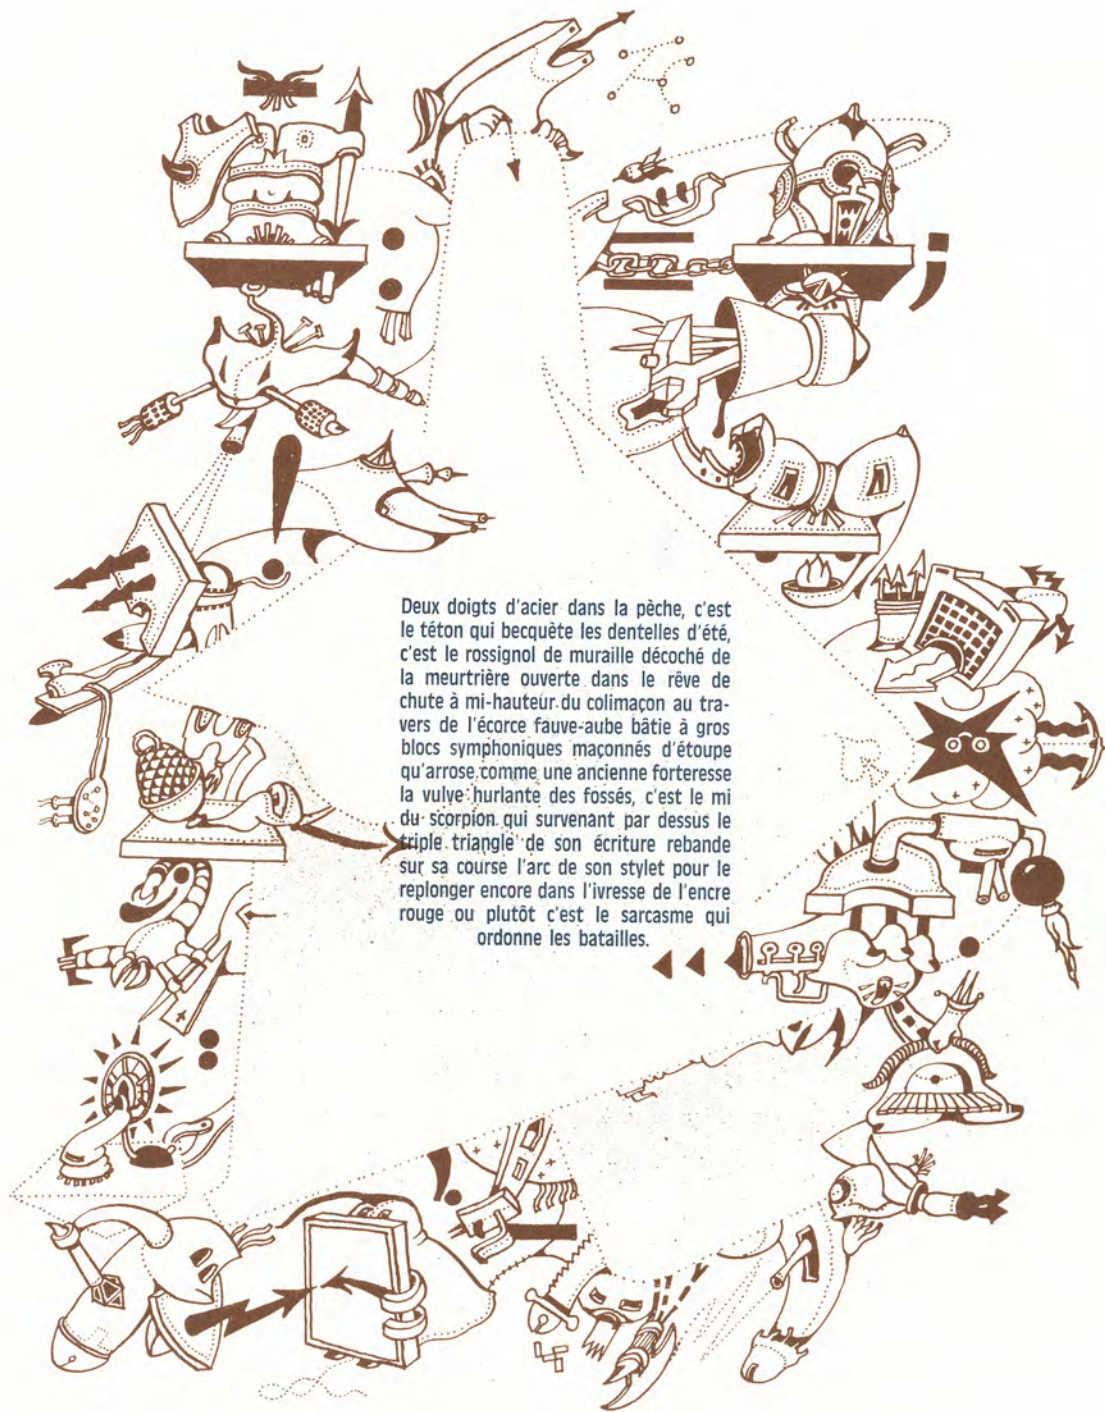 Deux doigts d'acier dans la pèche, c'est
le téton qui becquète les dentelles d'été,
c'est le rossignol de muraille décoché de
la meurtrière ouverte dans le rêve de
chute à mi-hauteur du colimaçon au tra-
vers de l'écorce fauve-aube bâtie à gros
blocs symphoniques maçonnés d'étoupe
qu'arrose comme une ancienne forteresse
la vulve hurlante des fossés, c'est le mi
du scorpion qui survenant par dessus le
triple triangle de son écriture rebande
sur sa course l'arc de son stylet pour le
replonger encore dans l'ivresse de l'encre
rouge ou plutôt c'est le sarcasme qui
ordonne les batailles.